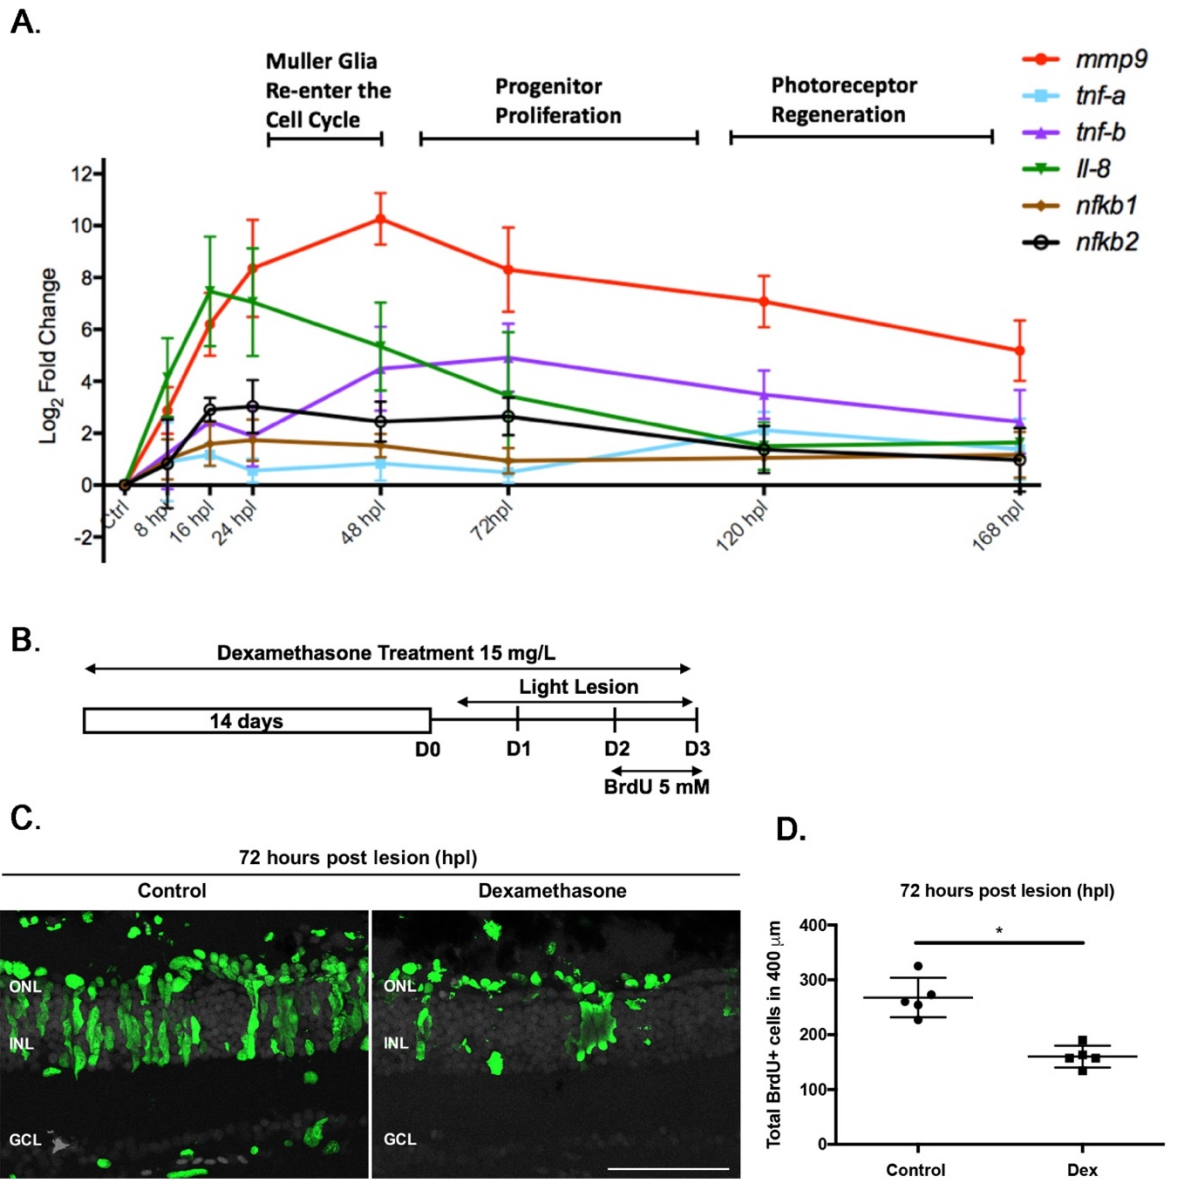 A.
Muller Glia
Re-enter the
Cell Cycle
Progenitor
Proliferation
Photoreceptor
Regeneration
mmp9
tnf-a
tnf-b
Il-8
nfkb1
nfkb2
Log2 Fold Change
12
10
8
6
4
2
0
-2
Ctrl
8 hpl
16 hpl
24 hpl
48 hpl
72hpl
120 hpl
168 hpl
B.
Dexamethasone Treatment 15 mg/L
Light Lesion
14 days
D0
D1
D2
D3
BrdU 5 mM
C.
72 hours post lesion (hpl)
Control
Dexamethasone
ONL
INL
GCL
ONL
INL
GCL
D.
72 hours post lesion (hpl)
Total BrdU+ cells in 400 μm
400
300
200
100
0
*
Control
Dex